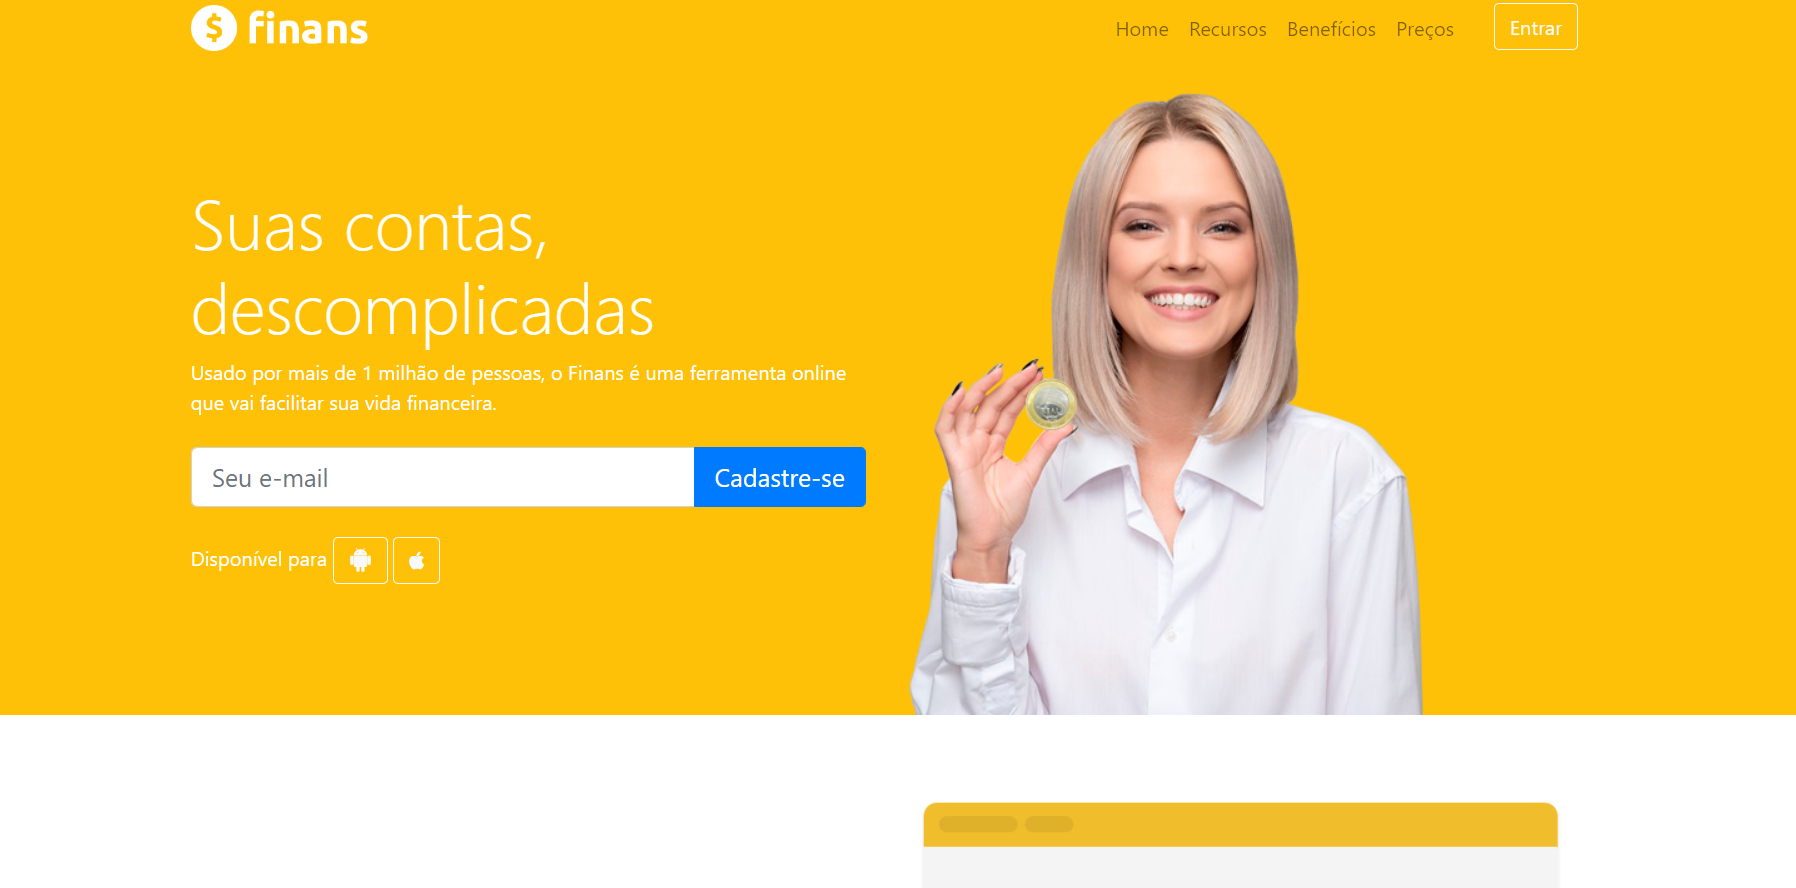 $ finans
Home Recursos Benefícios Preços Entrar
Suas contas,
descomplicadas
Usado por mais de 1 milhão de pessoas, o Finans é uma ferramenta online
que vai facilitar sua vida financeira.
Seu e-mail Cadastre-se
Disponível para